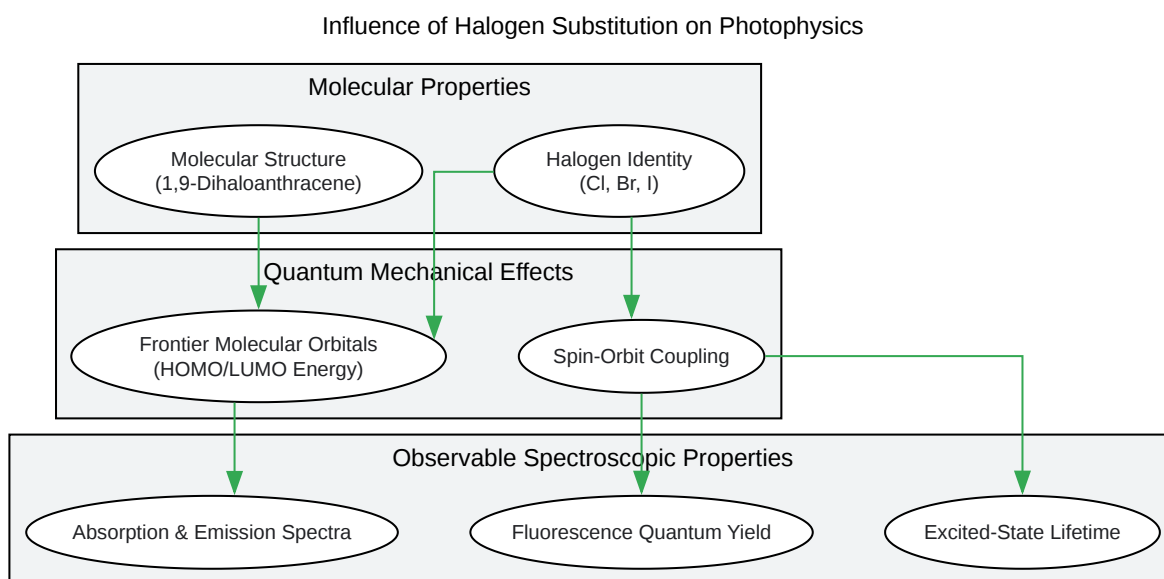 Influence of Halogen Substitution on Photophysics
Molecular Properties
Molecular Structure
(1,9-Dihaloanthracene)
Halogen Identity
(Cl, Br, I)
Quantum Mechanical Effects
Frontier Molecular Orbitals
(HOMO/LUMO Energy)
Spin-Orbit Coupling
Observable Spectroscopic Properties
Absorption & Emission Spectra
Fluorescence Quantum Yield
Excited-State Lifetime